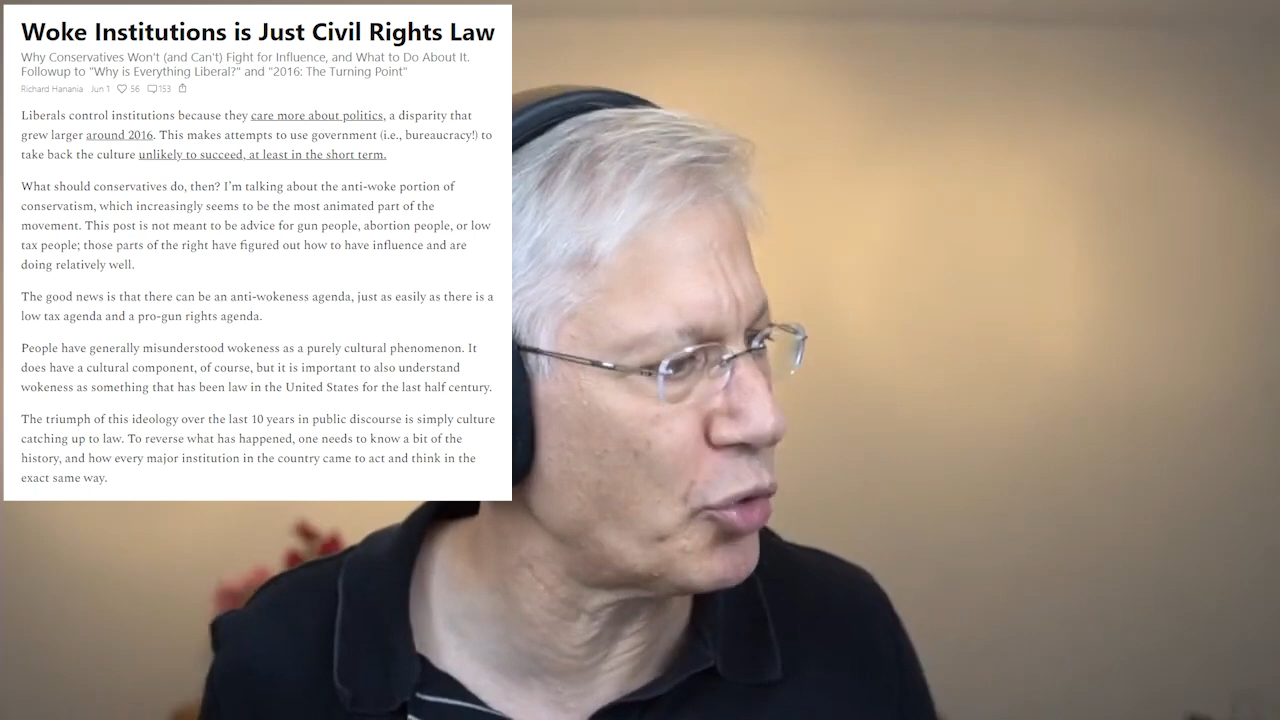 Woke Institutions is Just Civil Rights Law
Why Conservatives Won't (and Can't) Fight for Influence, and What to Do About It.
Followup to "Why is Everything Liberal?" and "2016: The Turning Point"
Richard Hanania Jun 1 56 153
Liberals control institutions because they care more about politics, a disparity that
grew larger around 2016. This makes attempts to use government (i.e., bureaucracy!) to
take back the culture unlikely to succeed, at least in the short term.
What should conservatives do, then? I'm talking about the anti-woke portion of
conservatism, which increasingly seems to be the most animated part of the
movement. This post is not meant to be advice for gun people, abortion people, or low
tax people; those parts of the right have figured out how to have influence and are
doing relatively well.
The good news is that there can be an anti-wokeness agenda, just as easily as there is a
low tax agenda and a pro-gun rights agenda.
People have generally misunderstood wokeness as a purely cultural phenomenon. It
does have a cultural component, of course, but it is important to also understand
wokeness as something that has been law in the United States for the last half century.
The triumph of this ideology over the last 10 years in public discourse is simply culture
catching up to law. To reverse what has happened, one needs to know a bit of the
history, and how every major institution in the country came to act and think in the
exact same way.